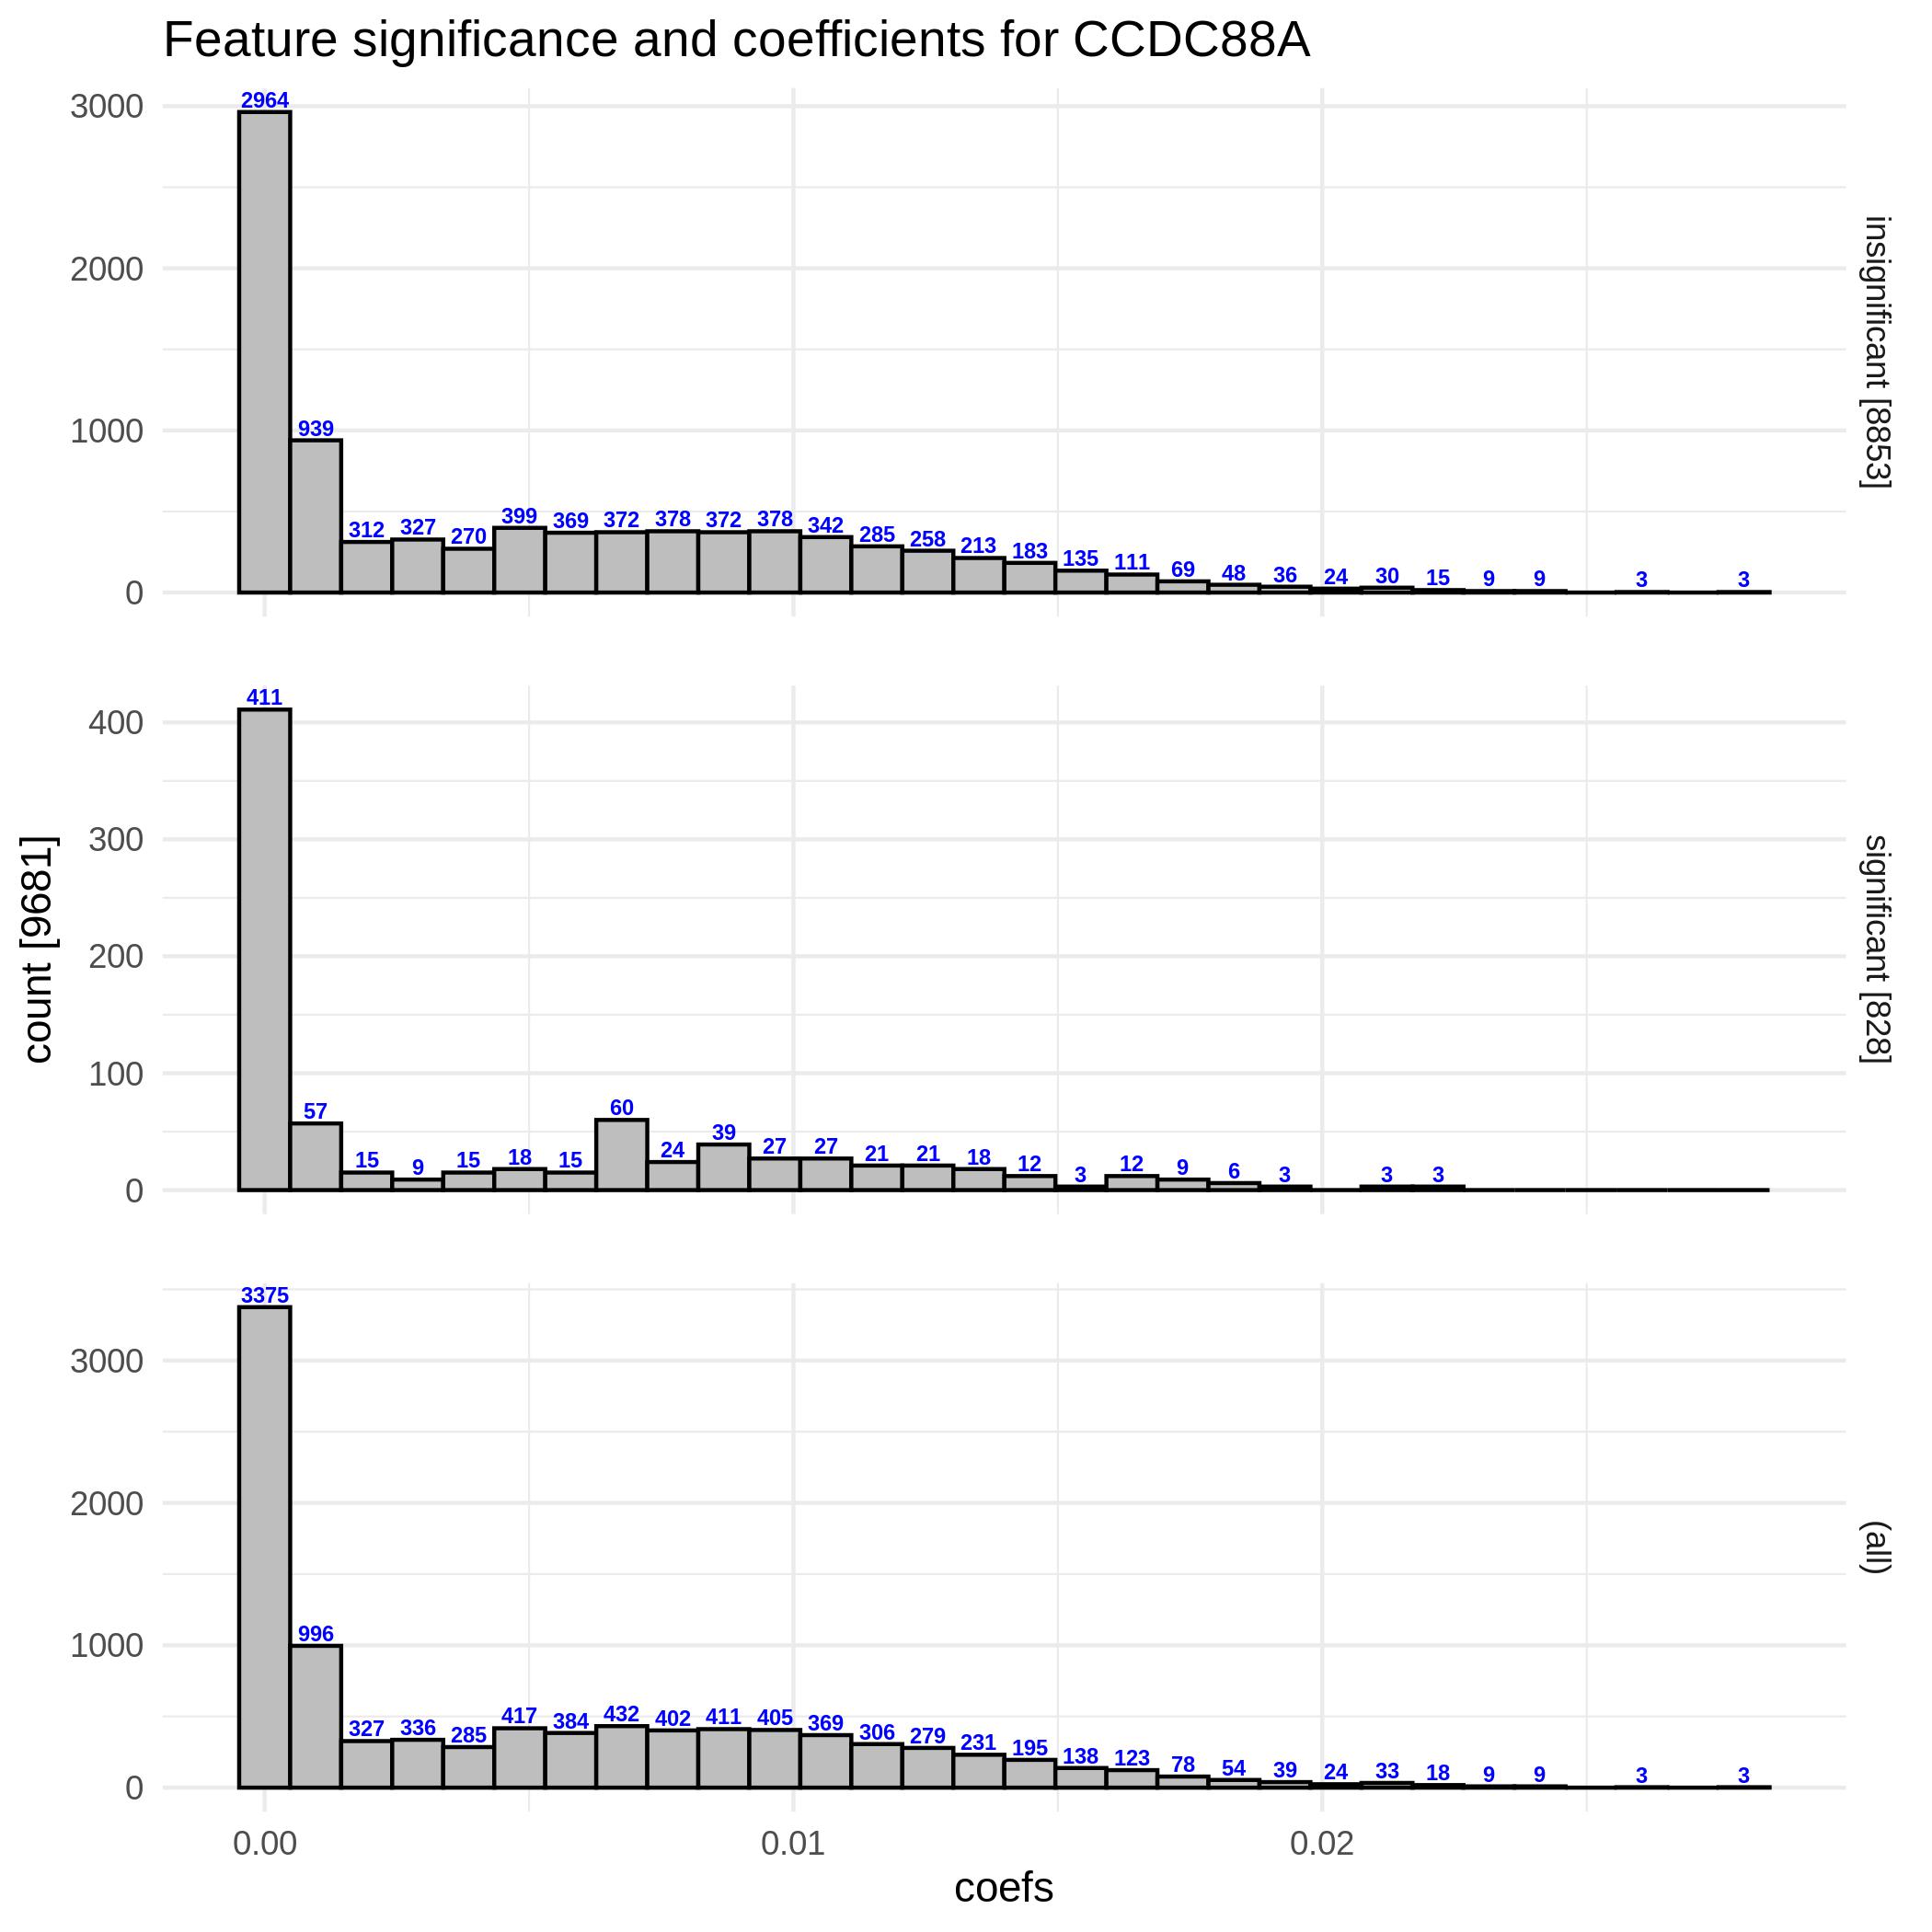 Feature significance and coefficients for CCDC88A
3000
2000
1000
0
2964
939
312 327 270 399 369 372 378 372 378 342 285 258 213 183 135 111 69 48 36 24 30 15 9 9 3 3
insignificant [8853]
400
300
200
100
0
411
57 15 9 15 18 15 60 24 39 27 27 21 21 18 12 3 12 9 6 3 3 3
significant [828]
count [9681]
3000
2000
1000
0
3375
996
327 336 285 417 384 432 402 411 405 369 306 279 231 195 138 123 78 54 39 24 33 18 9 9 3 3
(all)
0.00 0.01 0.02
coefs